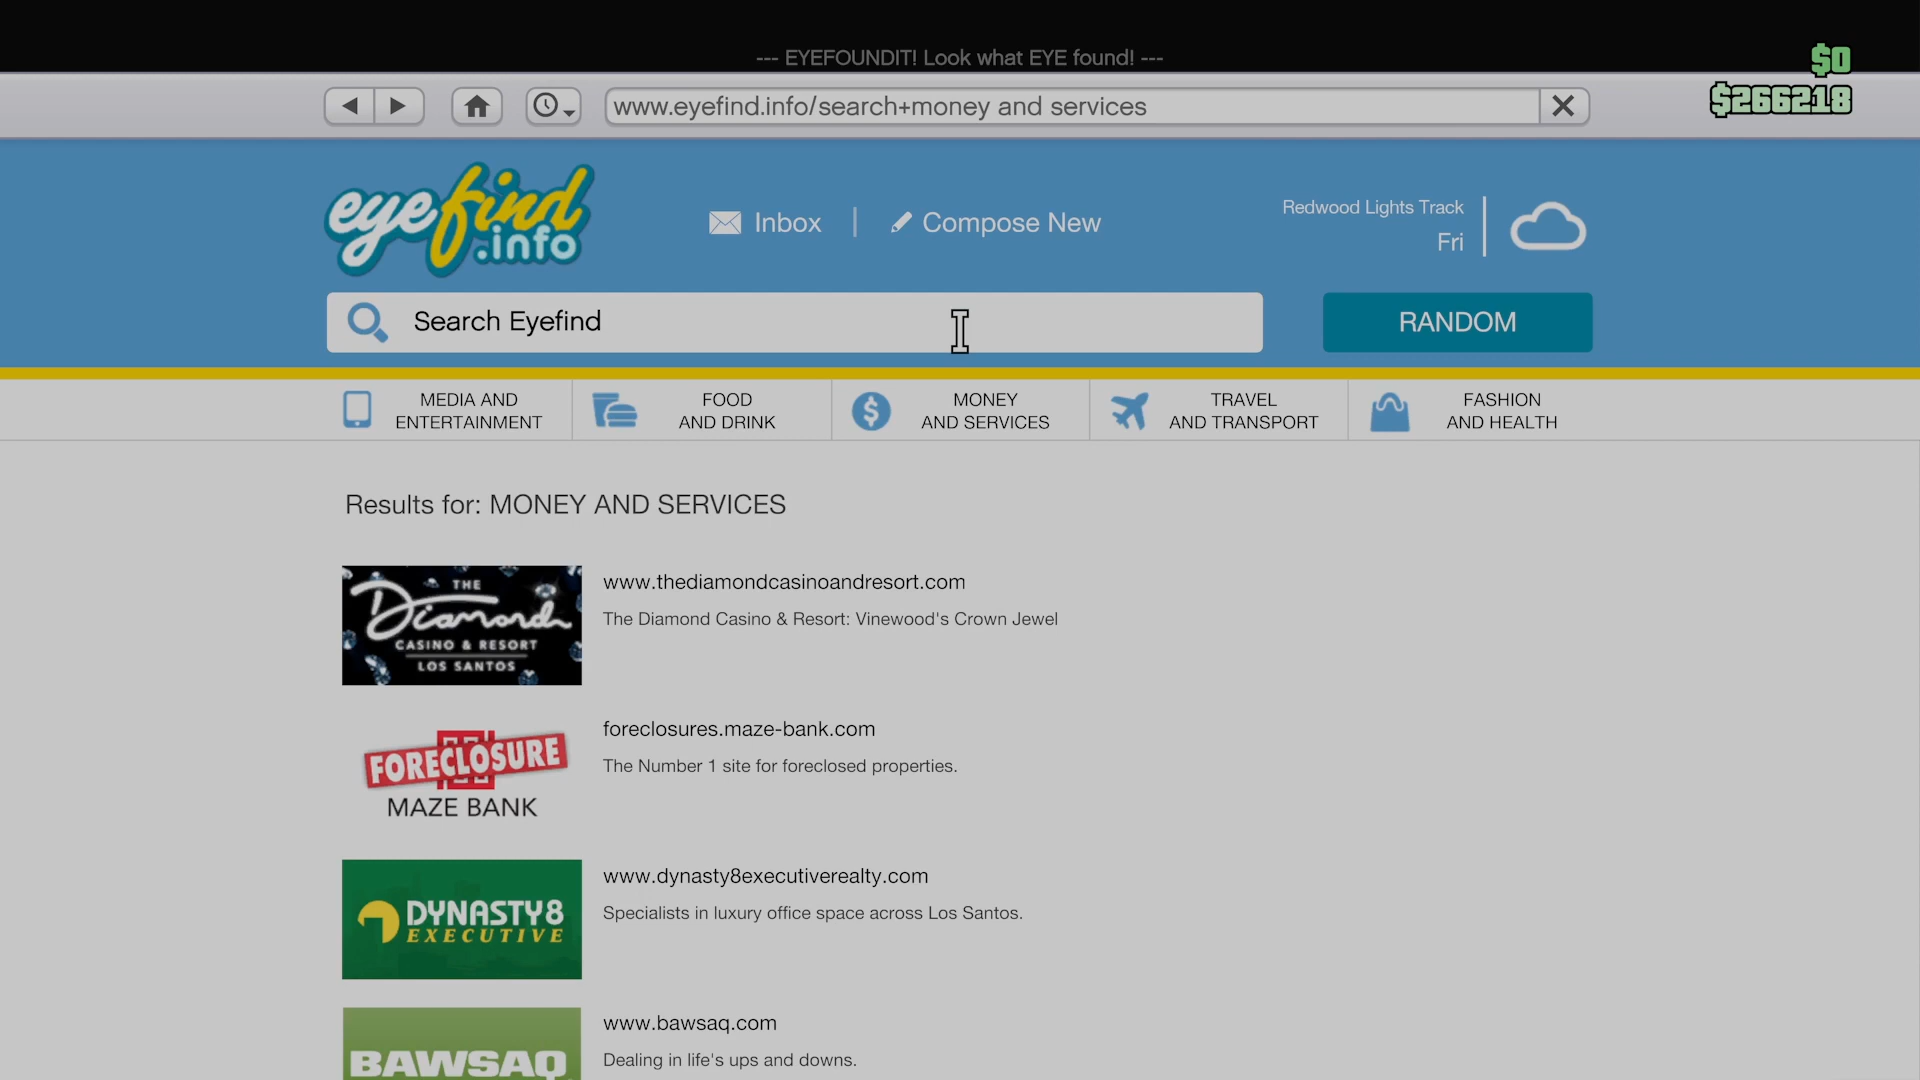 --- EYEFOUNDIT! Look what EYE found! ---
$0
$266218
www.eyefind.info/search+money and services
eyefind
.info
Inbox
Compose New
Redwood Lights Track
Fri
Search Eyefind
RANDOM
MEDIA AND
ENTERTAINMENT
FOOD
AND DRINK
MONEY
AND SERVICES
TRAVEL
AND TRANSPORT
FASHION
AND HEALTH
Results for: MONEY AND SERVICES
THE
Diamond
CASINO & RESORT
LOS SANTOS
www.thediamondcasinoandresort.com
The Diamond Casino & Resort: Vinewood's Crown Jewel
FORECLOSURE
MAZE BANK
foreclosures.maze-bank.com
The Number 1 site for foreclosed properties.
DYNASTY8
EXECUTIVE
www.dynasty8executiverealty.com
Specialists in luxury office space across Los Santos.
BAWSAQ
www.bawsaq.com
Dealing in life's ups and downs.